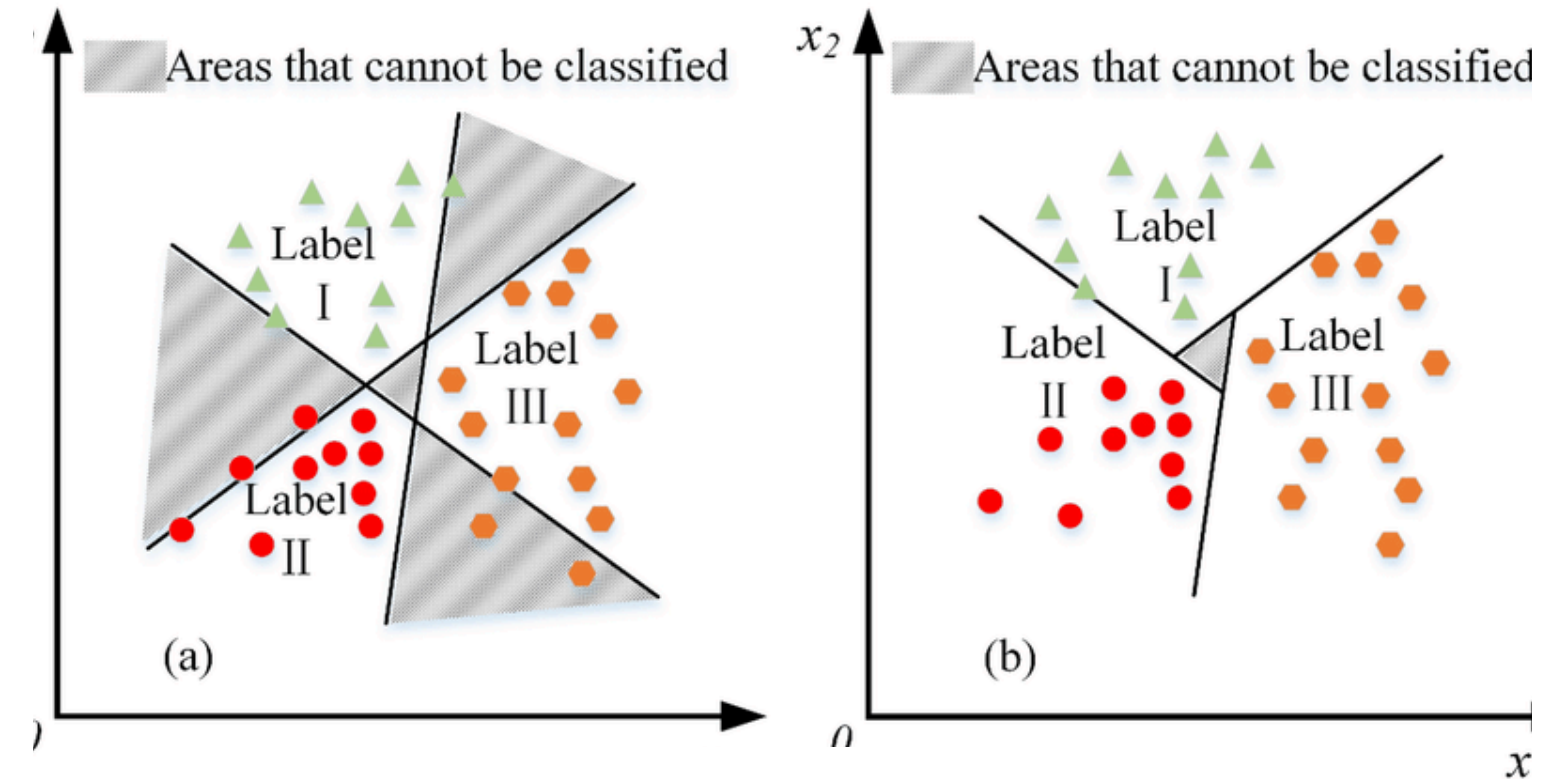 Areas that cannot be classified
Label
I
Label
III
Label
II
(a)
x2
Areas that cannot be classified
Label
I
Label
II
Label
III
(b)
0
x